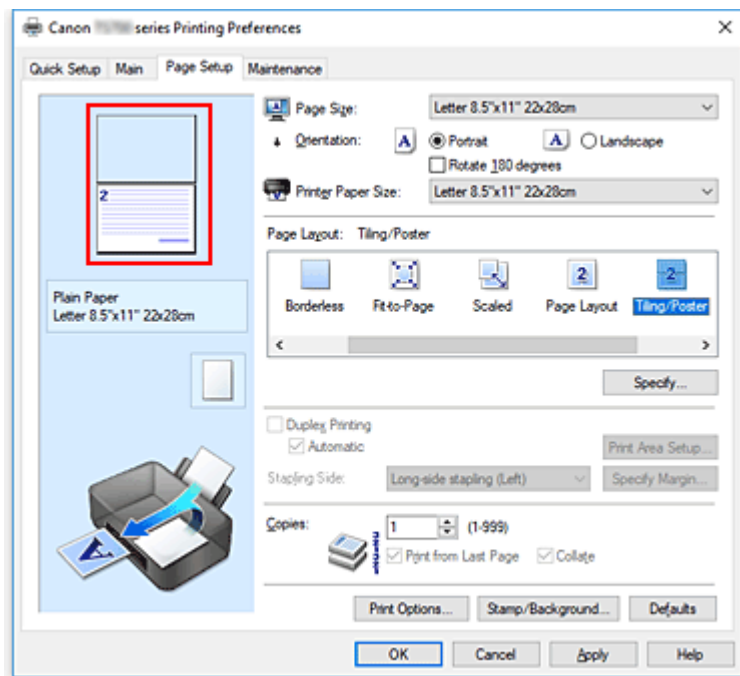 Canon series Printing Preferences
Quick Setup Main Page Setup Maintenance
Page Size: Letter 8.5"x11" 22x28cm
Orientation: A Portrait A Landscape
Rotate 180 degrees
Printer Paper Size: Letter 8.5"x11" 22x28cm
2
Page Layout: Tiling/Poster
2 2
Borderless Fit-to-Page Scaled Page Layout Tiling/Poster
Plain Paper
Letter 8.5"x11" 22x28cm
Specify...
Duplex Printing
Automatic Print Area Setup...
Stapling Side: Long-side stapling (Left) Specify Margin...
Copies: 1 (1-999)
Print from Last Page Collate
A
Print Options... Stamp/Background... Defaults
OK Cancel Apply Help